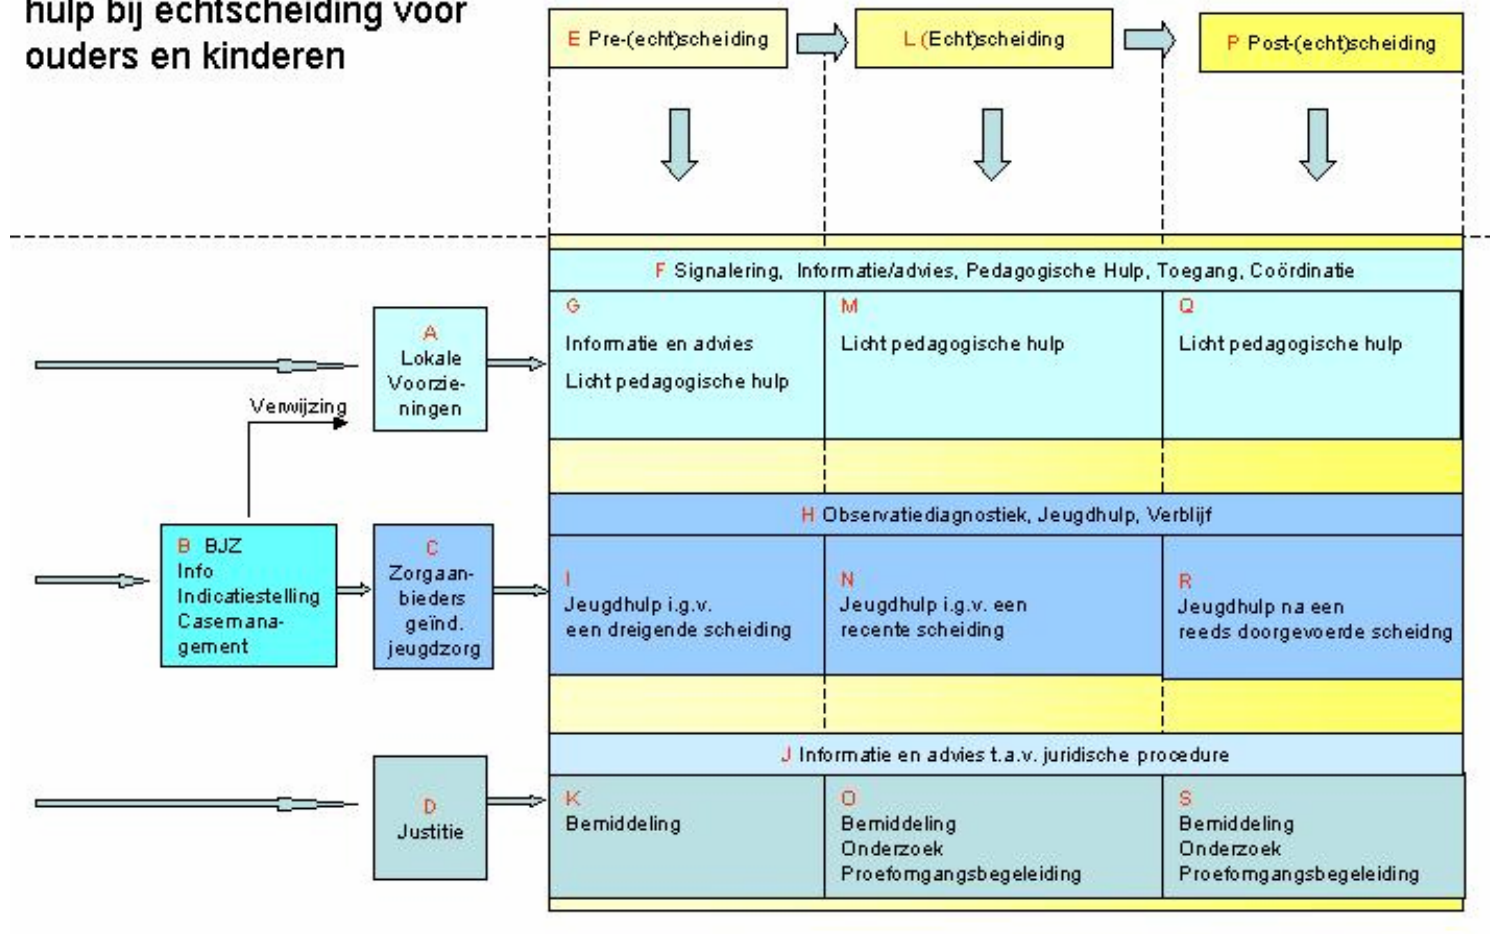 hulp bij echtscheiding voor
ouders en kinderen
E Pre-(echt)scheiding
L (Echt)scheiding
P Post-(echt)scheiding
F Signalering, Informatie/advies, Pedagogische Hulp, Toegang, Coördinatie
A
Lokale
Voorzie-
ningen
G
Informatie en advies
Licht pedagogische hulp
M
Licht pedagogische hulp
Q
Licht pedagogische hulp
Verwijzing
H Observatiediagnostiek, Jeugdhulp, Verblijf
B BJZ
Info
Indicatiestelling
Casemana-
gement
C
Zorgaan-
bieders
geïnd.
jeugdzorg
I
Jeugdhulp i.g.v.
een dreigende scheiding
N
Jeugdhulp i.g.v. een
recente scheiding
R
Jeugdhulp na een
reeds doorgevoerde scheidng
J Informatie en advies t.a.v. juridische procedure
D
Justitie
K
Bemiddeling
O
Bemiddeling
Onderzoek
Proefomgangsbegeleiding
S
Bemiddeling
Onderzoek
Proefomgangsbegeleiding